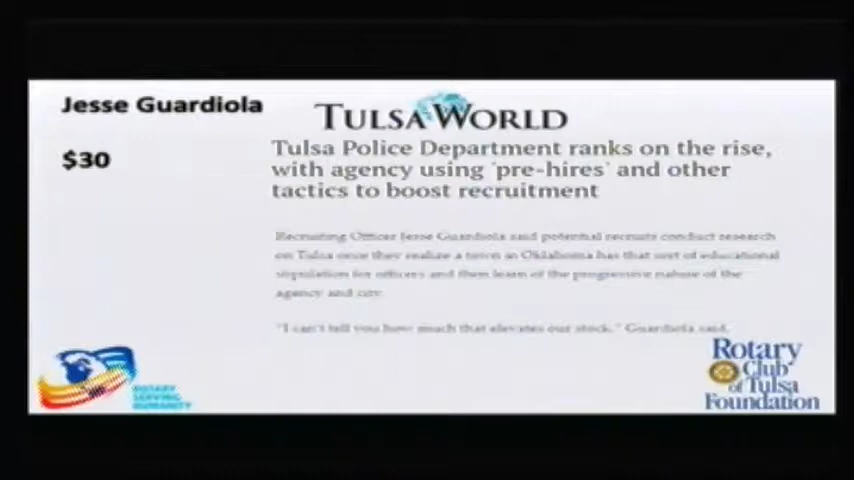 Jesse Guardiola
$30
TULSA WORLD
Tulsa Police Department ranks on the rise,
with agency using 'pre-hires' and other
tactics to boost recruitment
Recruiting Officer Jesse Guardiola said potential recruits conduct research
on Tulsa once they realize a town in Oklahoma has that sort of educational
stipulation for officers and then learn of the progressive nature of the
agency and city.
"I can't tell you how much that elevates our stock," Guardiola said.
ROTARY
SERVING
HUMANITY
Rotary
Club
of Tulsa
Foundation